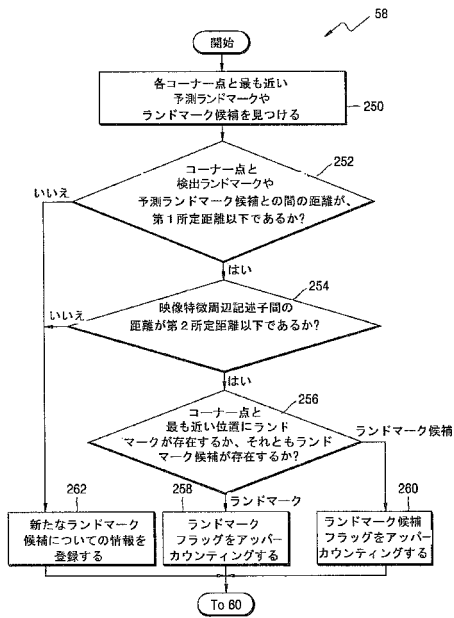 58
開始
各コーナー点と最も近い
予測ランドマークや
ランドマーク候補を見つける
250
252
コーナー点と
検出ランドマークや
予測ランドマーク候補との間の距離が、
第1所定距離以下であるか?
いいえ
はい
254
映像特微周辺記述子間の
距離が第2所定距離以下であるか?
いいえ
はい
256
コーナー点と
最も近い位置にランド
マークが存在するか、それともランド
マーク候補が存在するか?
ランドマーク候補
ランドマーク
262
新たなランドマーク
候補についての情報を
登録する
258
ランドマーク
フラッグをアッパー
カウンティングする
260
ランドマーク候補
フラッグをアッパー
カウンティングする
To 60